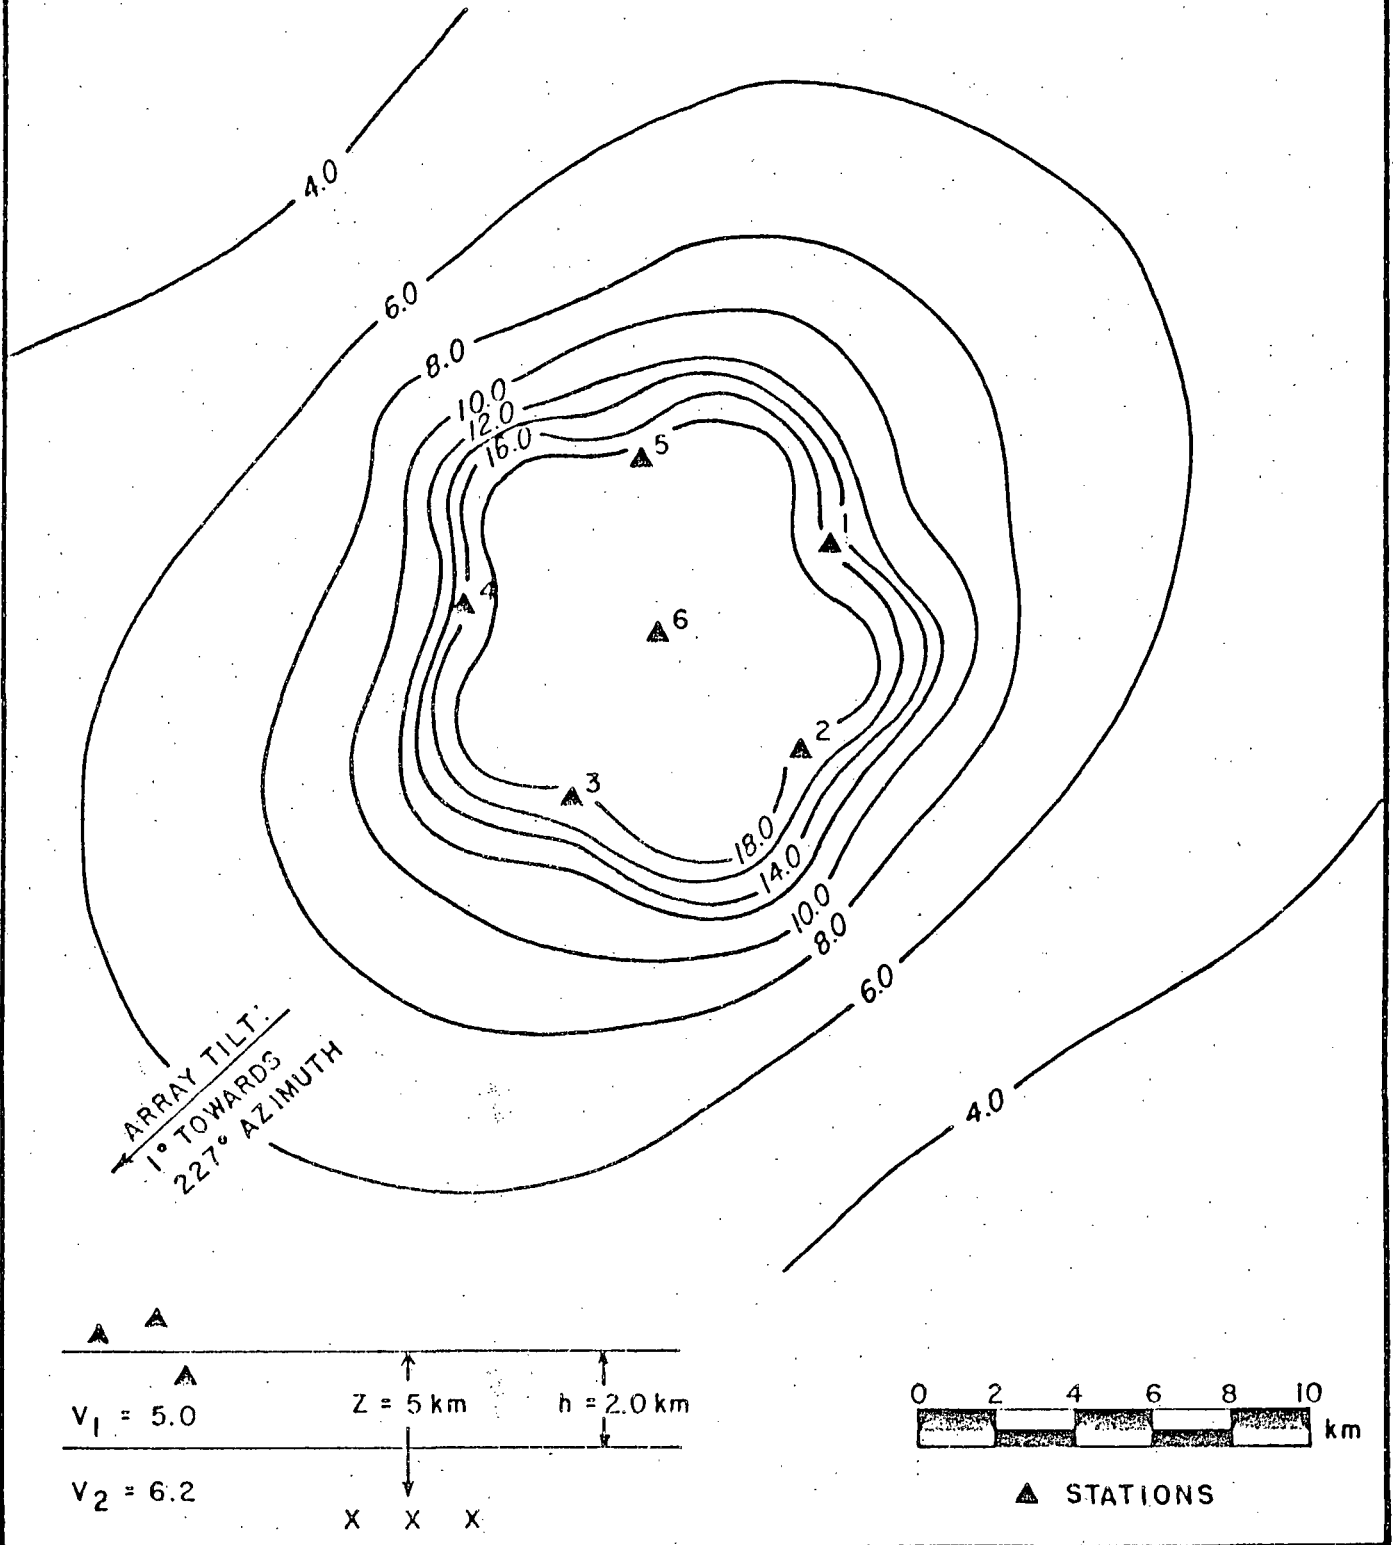 4.0
6.0
8.0
10.0
12.0
16.0
5
1
4
6
2
3
18.0
14.0
10.0
8.0
6.0
4.0
ARRAY TILT:
1° TOWARDS
227° AZIMUTH
Z = 5 km
h = 2.0 km
V1 = 5.0
V2 = 6.2
X X X
0 2 4 6 8 10
km
STATIONS